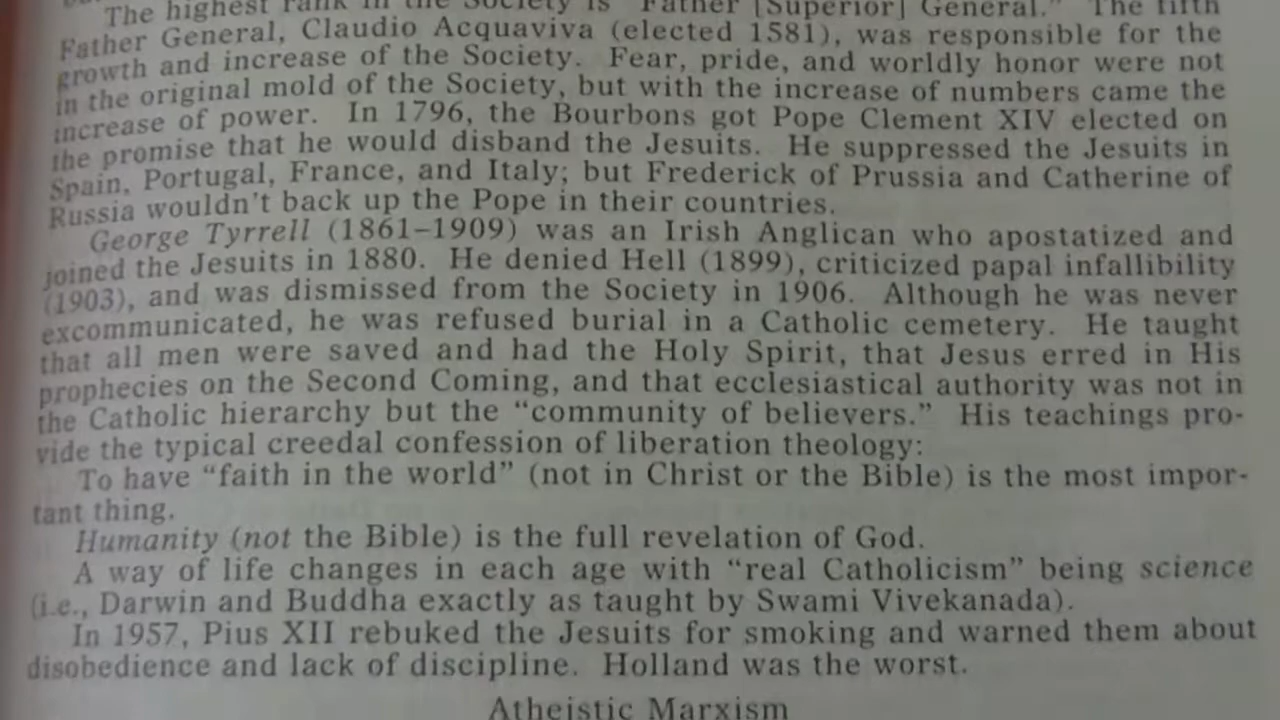 The highest rank in the Society is "Father [Superior] General." The fifth
Father General, Claudio Acquaviva (elected 1581), was responsible for the
growth and increase of the Society. Fear, pride, and worldly honor were not
in the original mold of the Society, but with the increase of numbers came the
increase of power. In 1796, the Bourbons got Pope Clement XIV elected on
the promise that he would disband the Jesuits. He suppressed the Jesuits in
Spain, Portugal, France, and Italy; but Frederick of Prussia and Catherine of
Russia wouldn't back up the Pope in their countries.
George Tyrrell (1861–1909) was an Irish Anglican who apostatized and
joined the Jesuits in 1880. He denied Hell (1899), criticized papal infallibility
(1903), and was dismissed from the Society in 1906. Although he was never
excommunicated, he was refused burial in a Catholic cemetery. He taught
that all men were saved and had the Holy Spirit, that Jesus erred in His
prophecies on the Second Coming, and that ecclesiastical authority was not in
the Catholic hierarchy but the "community of believers." His teachings pro-
vide the typical creedal confession of liberation theology:
To have "faith in the world" (not in Christ or the Bible) is the most impor-
tant thing.
Humanity (not the Bible) is the full revelation of God.
A way of life changes in each age with "real Catholicism" being science
(i.e., Darwin and Buddha exactly as taught by Swami Vivekanada).
In 1957, Pius XII rebuked the Jesuits for smoking and warned them about
disobedience and lack of discipline. Holland was the worst.
Atheistic Marxism